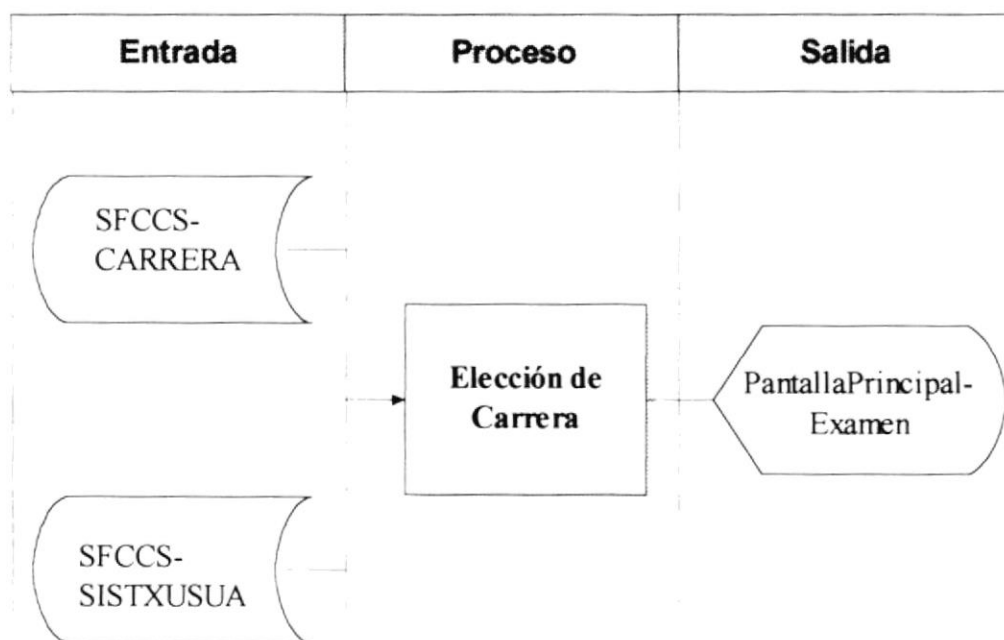 Entrada
Proceso
Salida
SFCCS-
CARRERA
Elección de
Carrera
PantallaPrincipal-
Examen
SFCCS-
SISTXUSUA